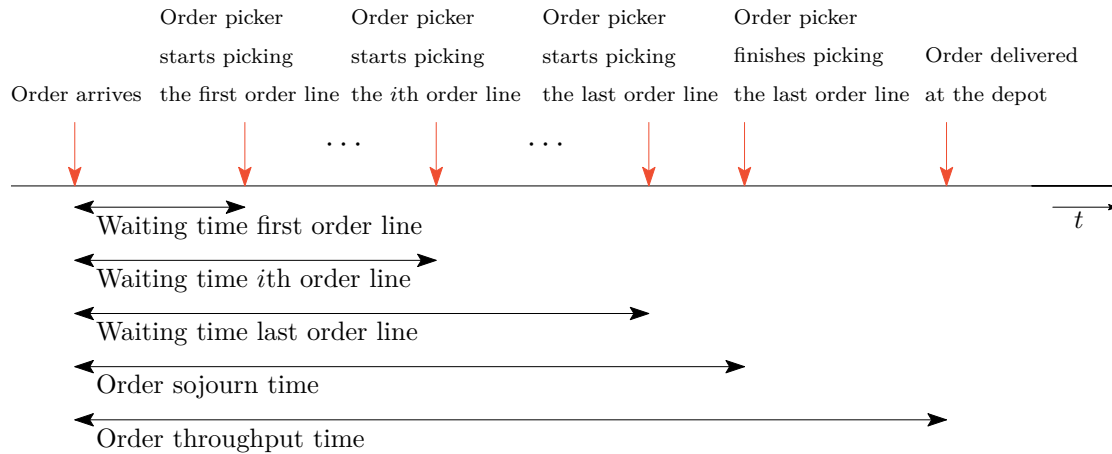 Order arrives
Order picker
starts picking
the first order line
Order picker
starts picking
the ith order line
Order picker
starts picking
the last order line
Order picker
finishes picking
the last order line
Order delivered
at the depot
. . .
. . .
t
Waiting time first order line
Waiting time ith order line
Waiting time last order line
Order sojourn time
Order throughput time